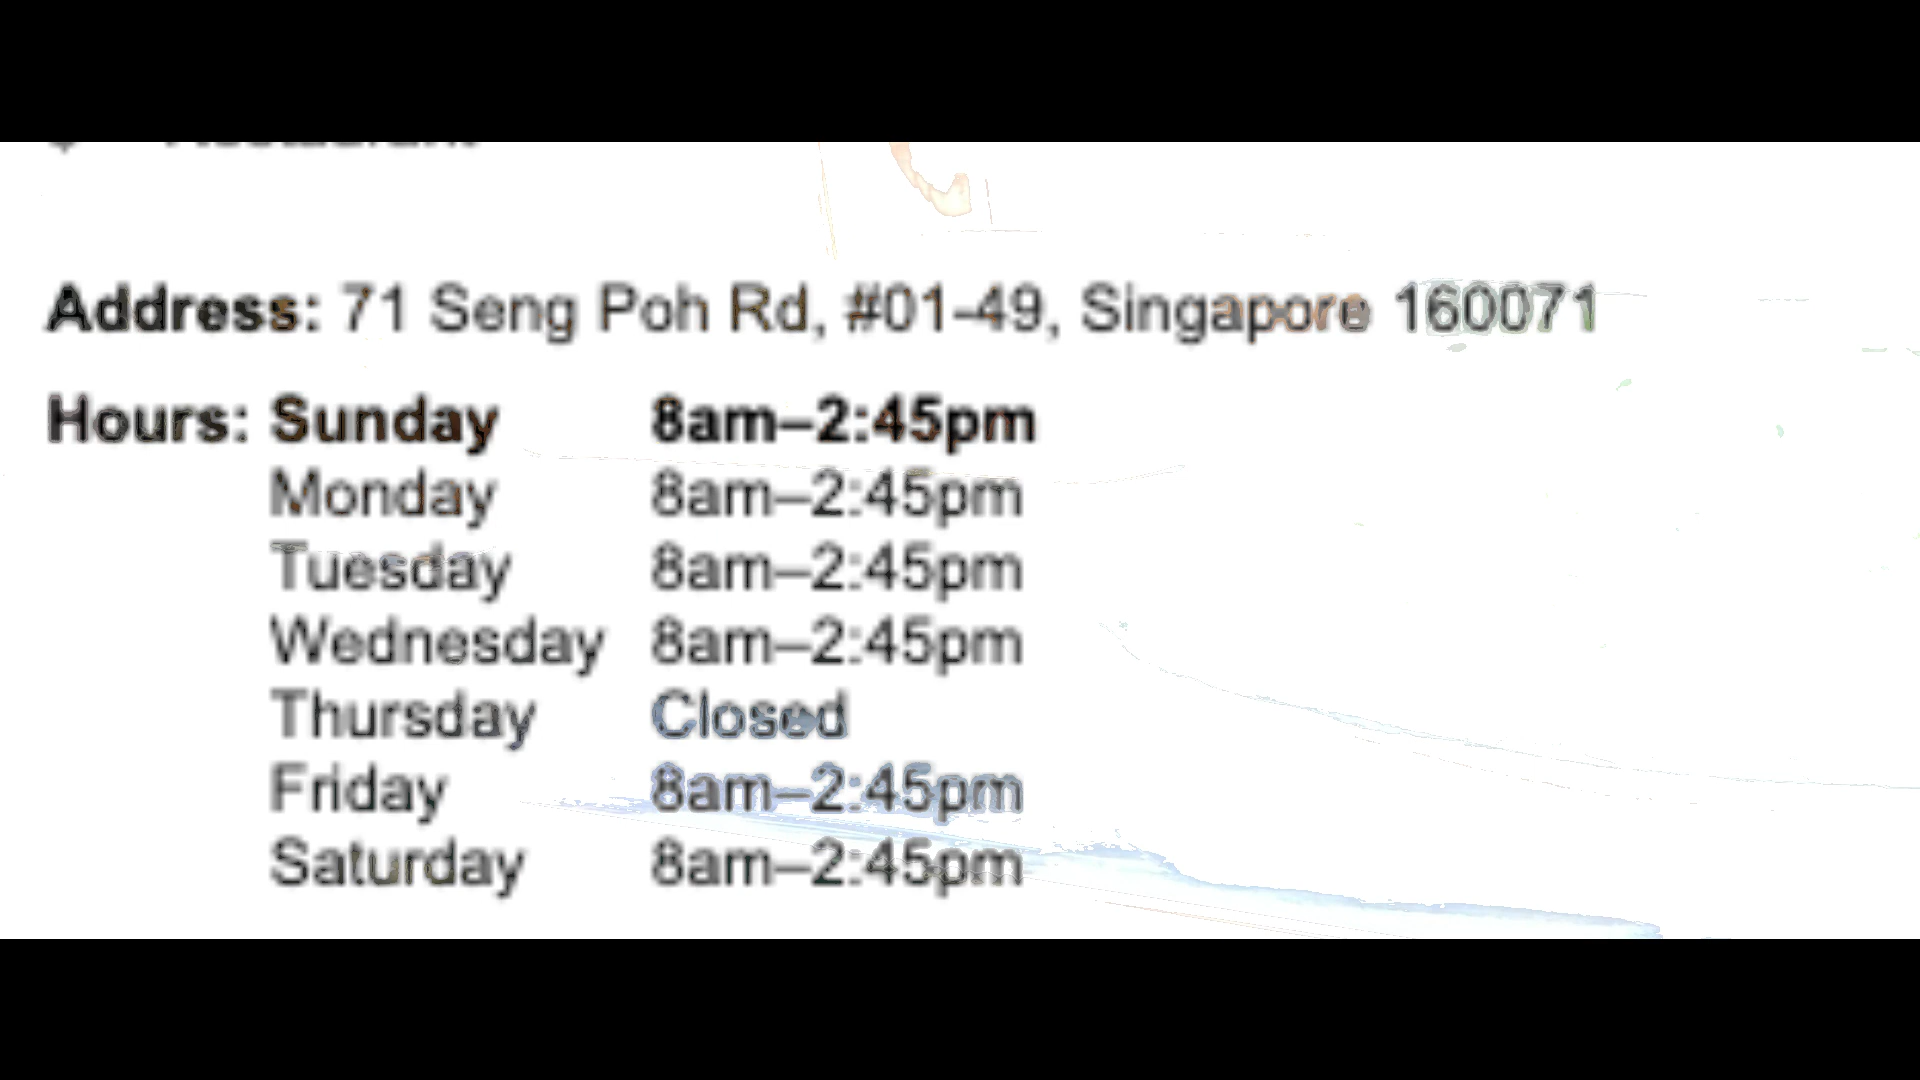 Address: 71 Seng Poh Rd, #01-49, Singapore 160071
Hours: Sunday 8am–2:45pm
Monday 8am–2:45pm
Tuesday 8am–2:45pm
Wednesday 8am–2:45pm
Thursday Closed
Friday 8am–2:45pm
Saturday 8am–2:45pm